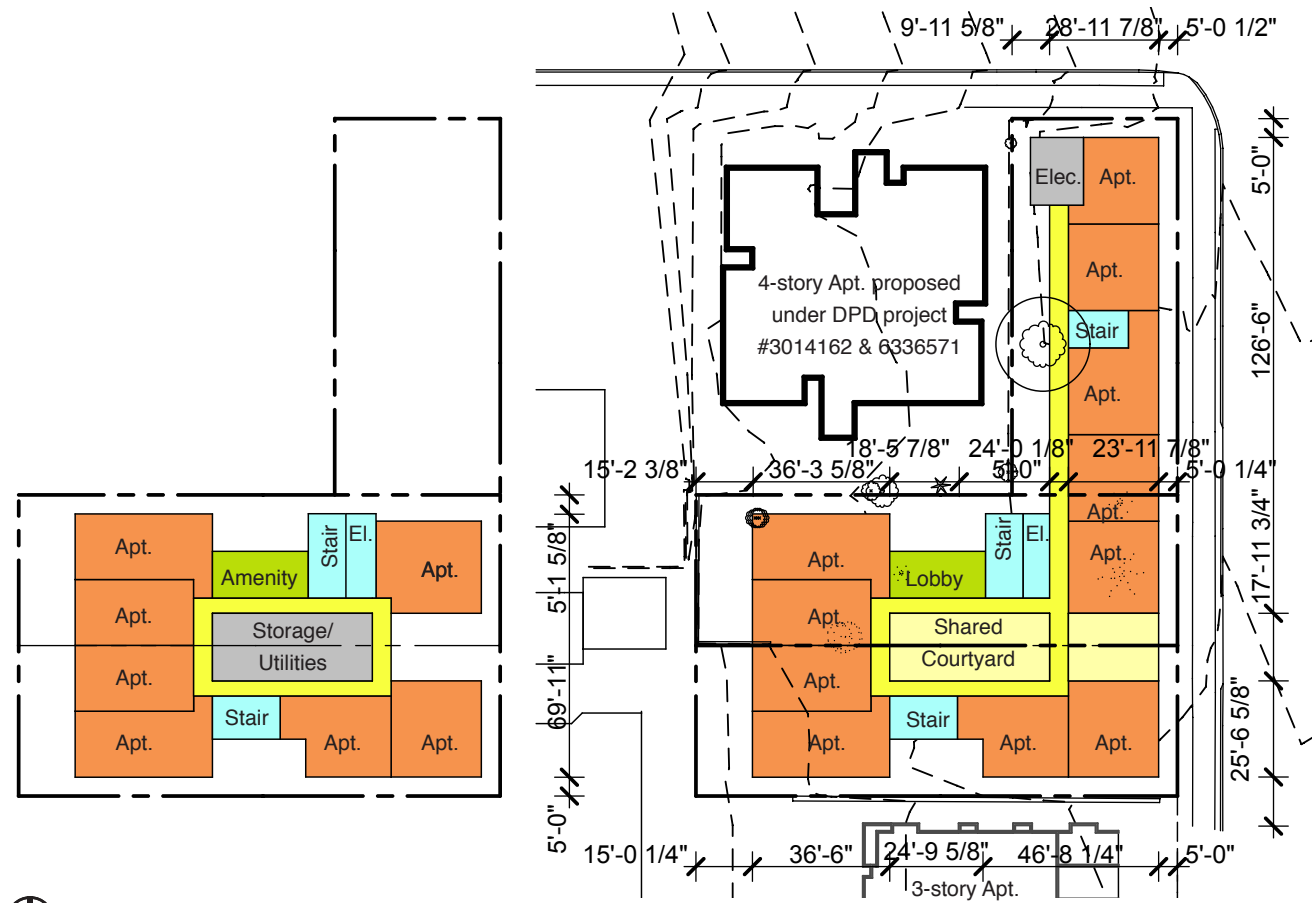 9'-11 5/8" 28'-11 7/8" 5'-0 1/2"
5'-0"
Elec. Apt.
Apt.
4-story Apt. proposed
under DPD project
#3014162 & 6336571
Stair
126'-6"
Apt.
18'-5 7/8" 24'-0 1/8" 23'-11 7/8"
15'-2 3/8" 36'-3 5/8" 5'-0" 5'-0 1/4"
Apt.
Apt.
Amenity
Stair
El.
Apt.
5'-1 5/8"
Apt.
Lobby
Stair
El.
Apt.
17'-11 3/4"
Apt.
Storage/
Utilities
Apt.
Shared
Courtyard
Apt.
Apt.
69'-11"
Stair
Apt.
Apt.
Apt.
Stair
Apt.
Apt.
Apt.
25'-6 5/8"
5'-0"
15'-0 1/4" 36'-6" 24'-9 5/8" 46'-8 1/4" 5'-0"
3-story Apt.